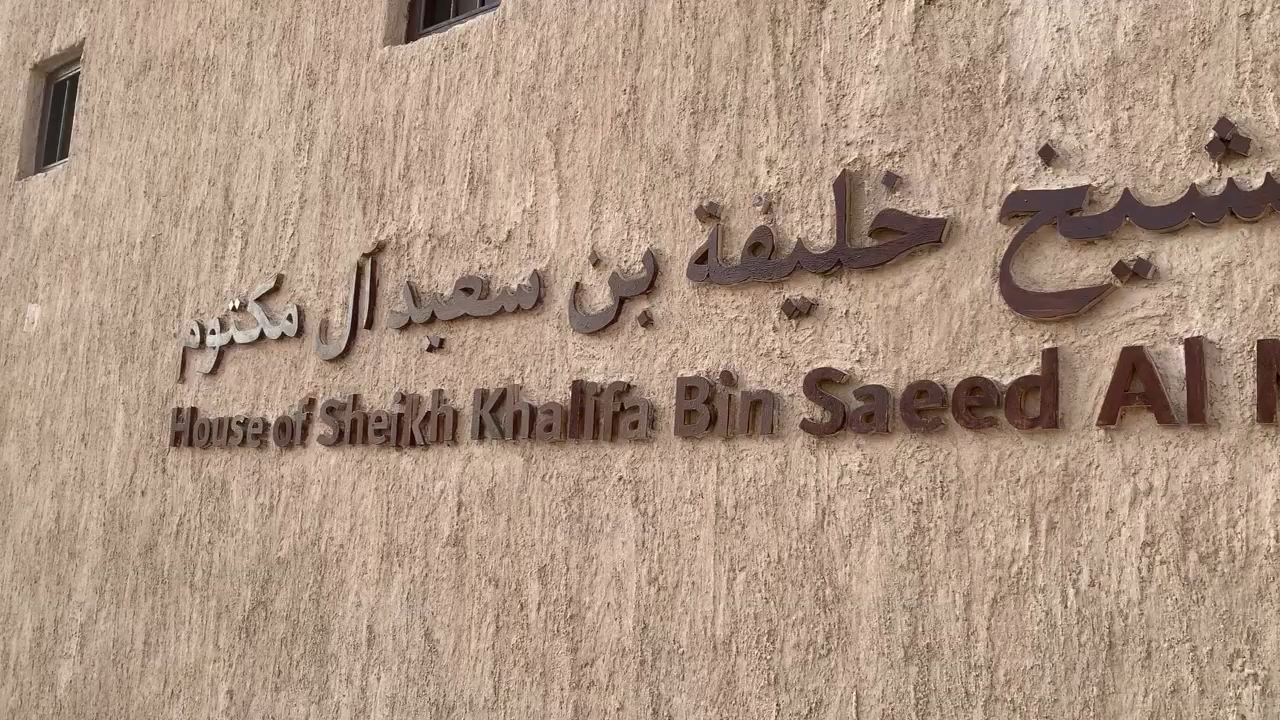 شيخ خليفة بن سعيد آل مكتوم
House of Sheikh Khalifa Bin Saeed Al